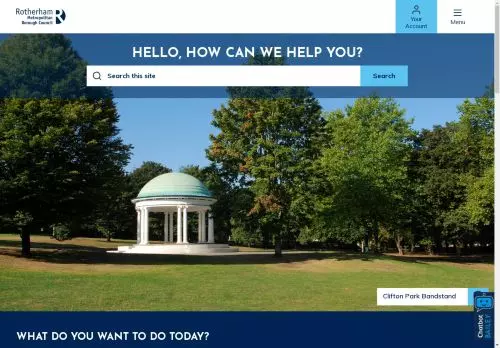 Rotherham
Metropolitan
Borough Council
Your
Account
Menu
HELLO, HOW CAN WE HELP YOU?
Search this site
Search
Clifton Park Bandstand
Chatbot
BAILEY
WHAT DO YOU WANT TO DO TODAY?